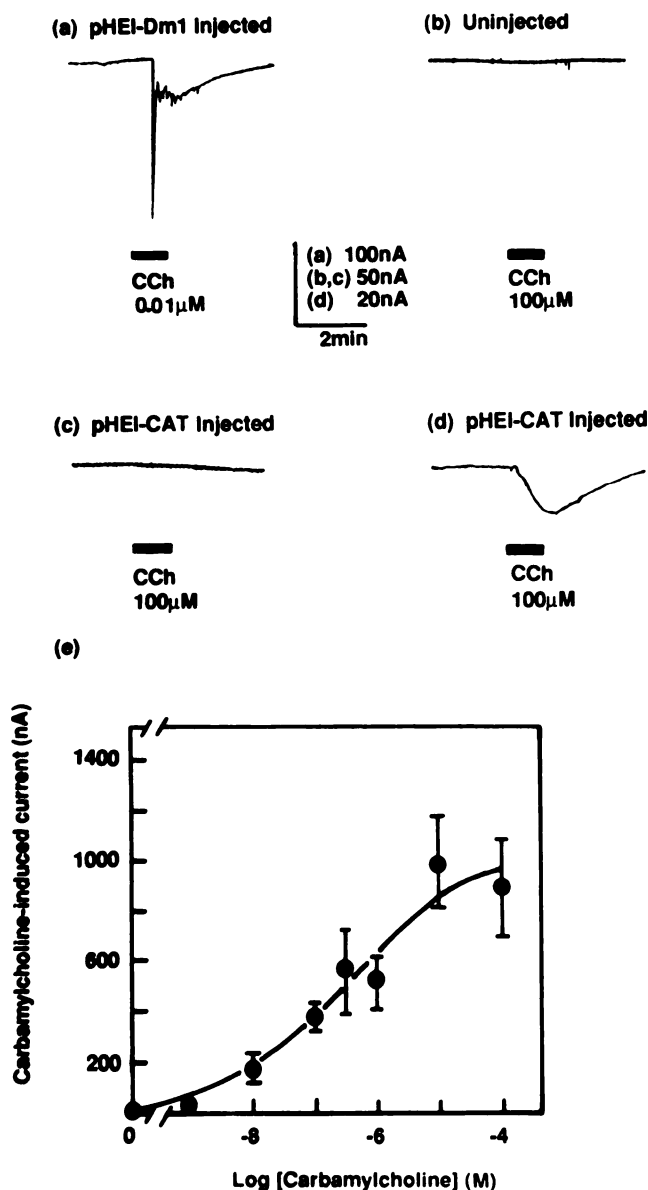 (a) pHEI-Dm1 Injected
(b) Uninjected
CCh
0.01μM
(a) 100nA
(b,c) 50nA
(d) 20nA
2min
CCh
100μM
(c) pHEI-CAT Injected
(d) pHEI-CAT Injected
CCh
100μM
CCh
100μM
(e)
Carbamylcholine-induced current (nA)
1400
1000
600
200
0 -8 -6 -4
Log [Carbamylcholine] (M)